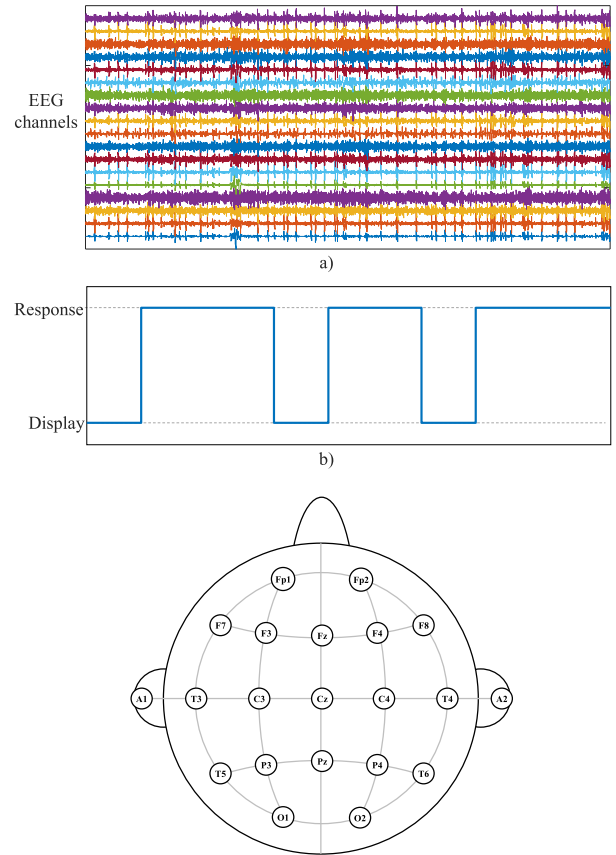 EEG
channels
a)
Response
Display
b)
Fp1 Fp2
F7 F3 Fz F4 F8
A1 T3 C3 Cz C4 T4 A2
T5 P3 Pz P4 T6
O1 O2